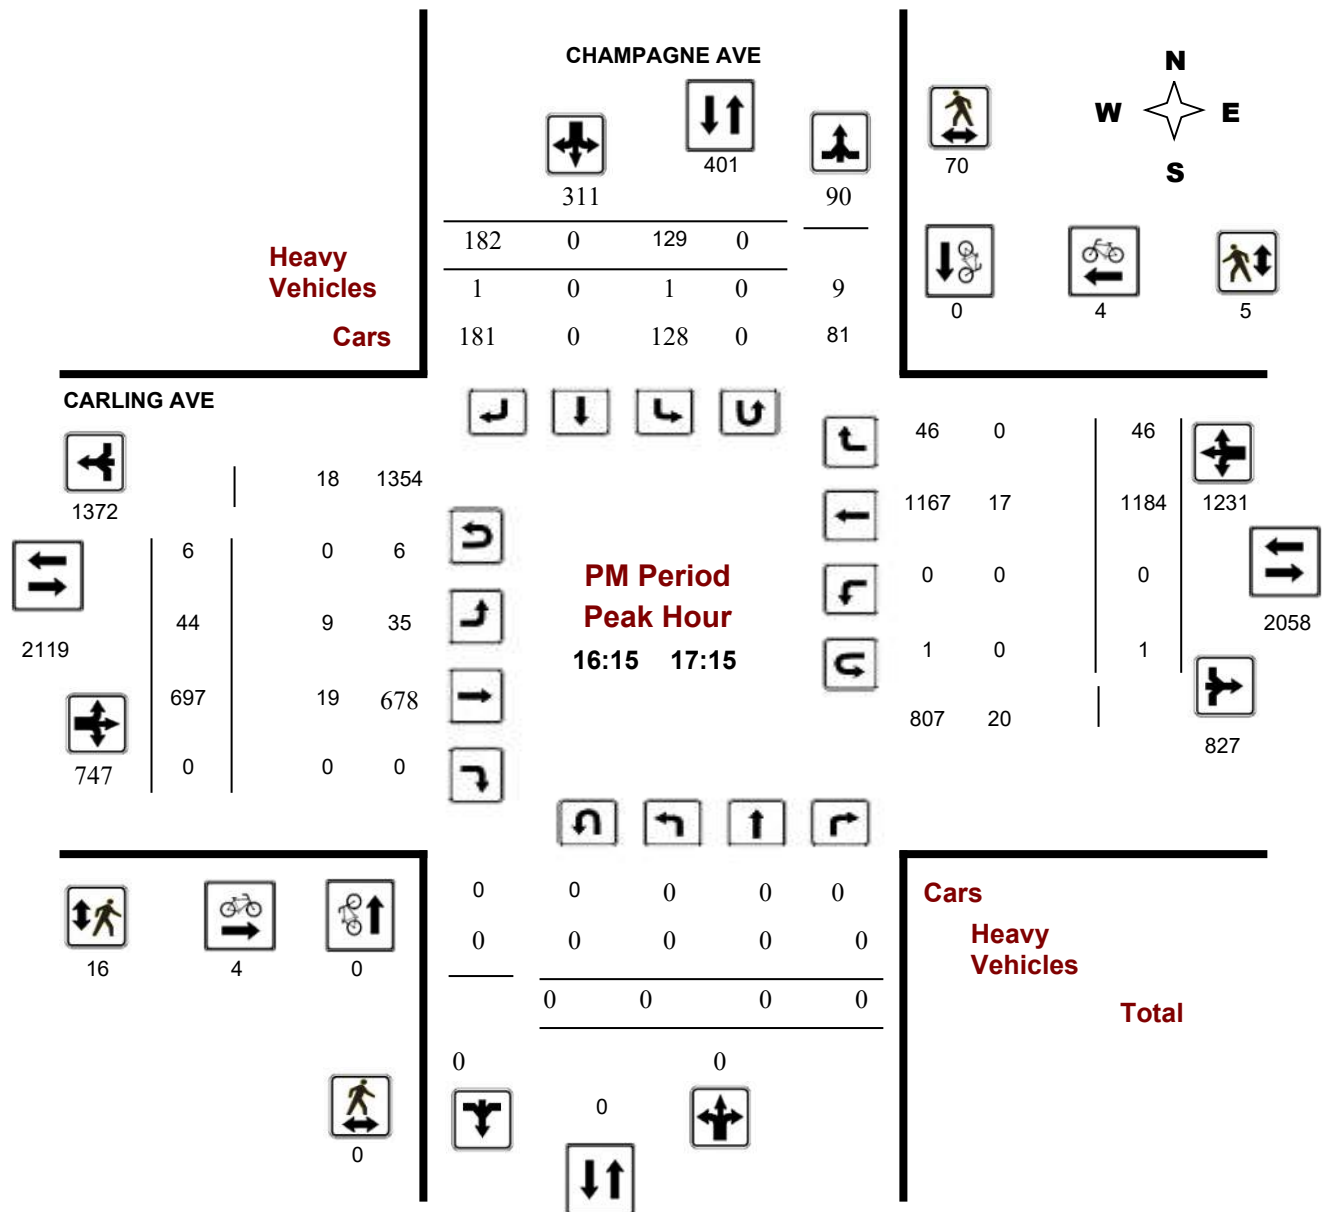 CHAMPAGNE AVE
N
W E
S
401
70
311 90
182 0 129 0
Heavy
Vehicles 1 0 1 0 9
0 4 5
Cars 181 0 128 0 81
CARLING AVE
46 0 46
18 1354
1372
1167 17 1184 1231
6 0 6
PM Period
0 0 0
44 9 35
Peak Hour
2058
2119
16:15 17:15
1 0 1
697 19 678
807 20
827
747 0 0 0
0 0 0 0 0
Cars
0 0 0 0 0
Heavy
Vehicles
16 4 0
0 0 0 0
Total
0 0
0
0